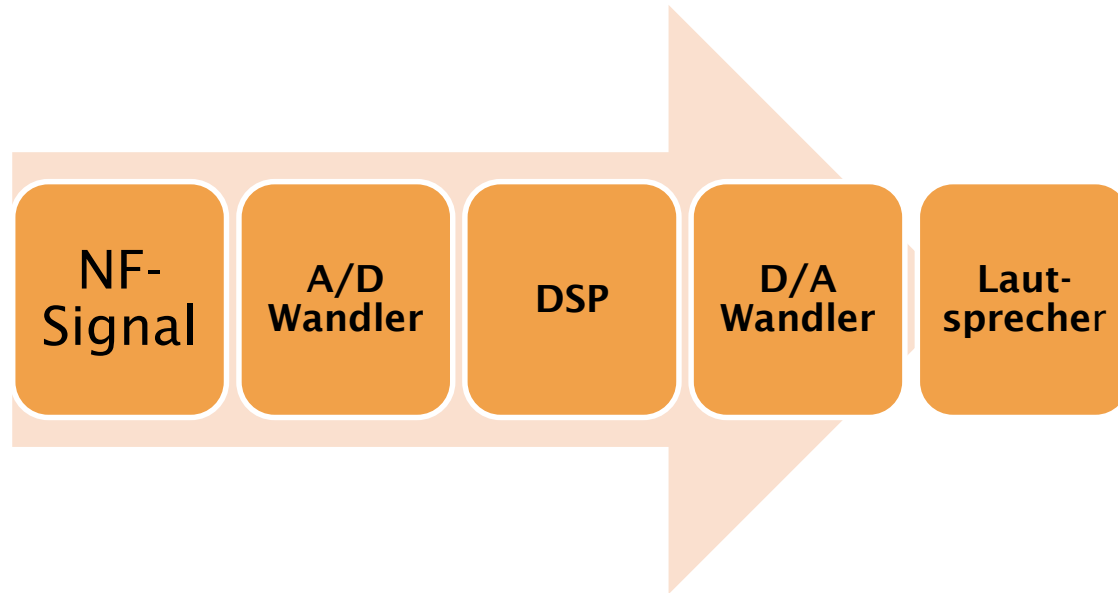 NF-
Signal
A/D
Wandler
DSP
D/A
Wandler
Laut-
sprecher